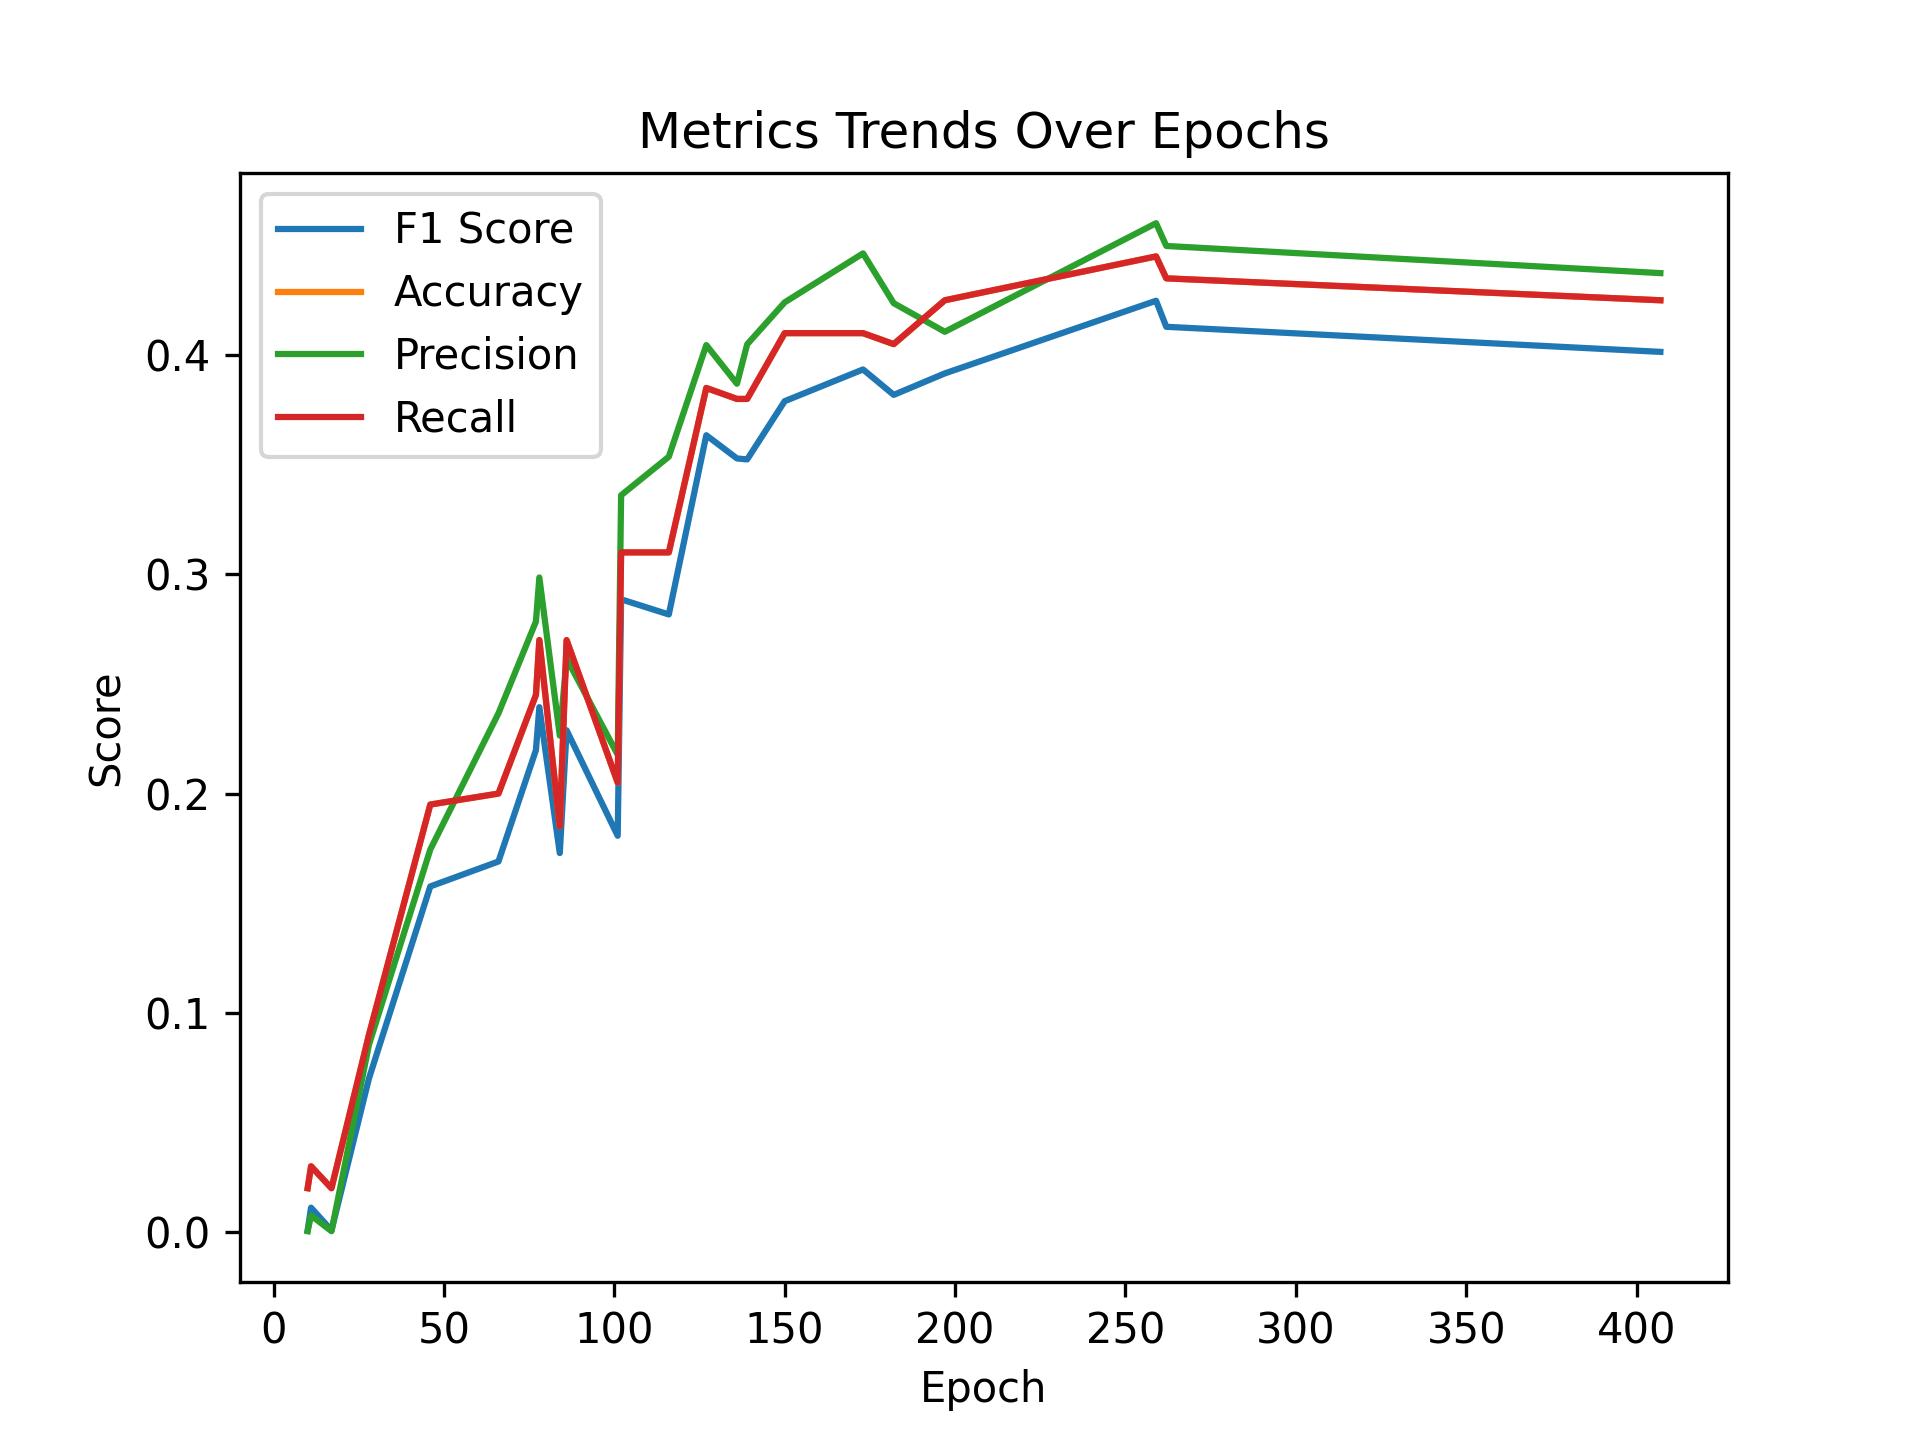 Metrics Trends Over Epochs
F1 Score
Accuracy
Precision
Recall
0.4
0.3
0.2
0.1
0.0
Score
0 50 100 150 200 250 300 350 400
Epoch